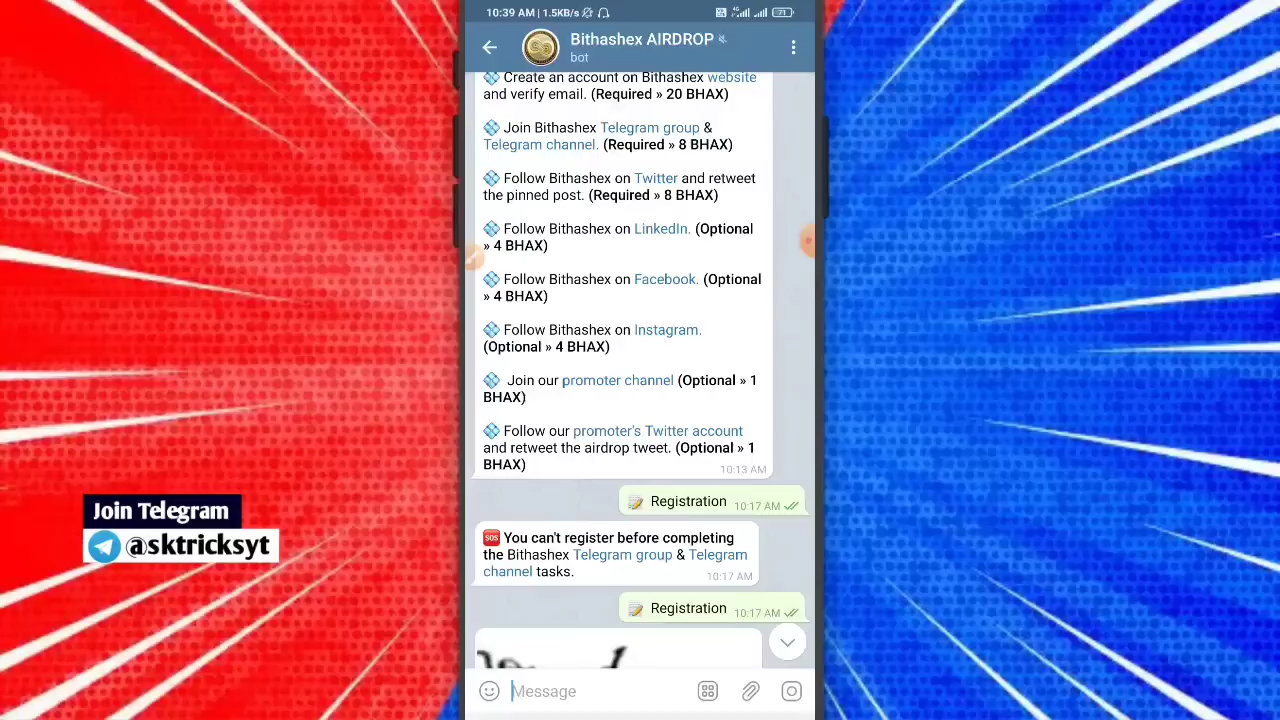 10:39 AM | 1.5KB/s
4G
71
Bithashex AIRDROP
bot
Create an account on Bithashex website
and verify email. (Required » 20 BHAX)
Join Bithashex Telegram group &
Telegram channel. (Required » 8 BHAX)
Follow Bithashex on Twitter and retweet
the pinned post. (Required » 8 BHAX)
Follow Bithashex on LinkedIn. (Optional
» 4 BHAX)
Follow Bithashex on Facebook. (Optional
» 4 BHAX)
Follow Bithashex on Instagram.
(Optional » 4 BHAX)
Join our promoter channel (Optional » 1
BHAX)
Follow our promoter's Twitter account
and retweet the airdrop tweet. (Optional » 1
BHAX)
10:13 AM
Registration 10:17 AM
SOS You can't register before completing
the Bithashex Telegram group & Telegram
channel tasks.
10:17 AM
Registration 10:17 AM
Message
Join Telegram
@asktricksyt